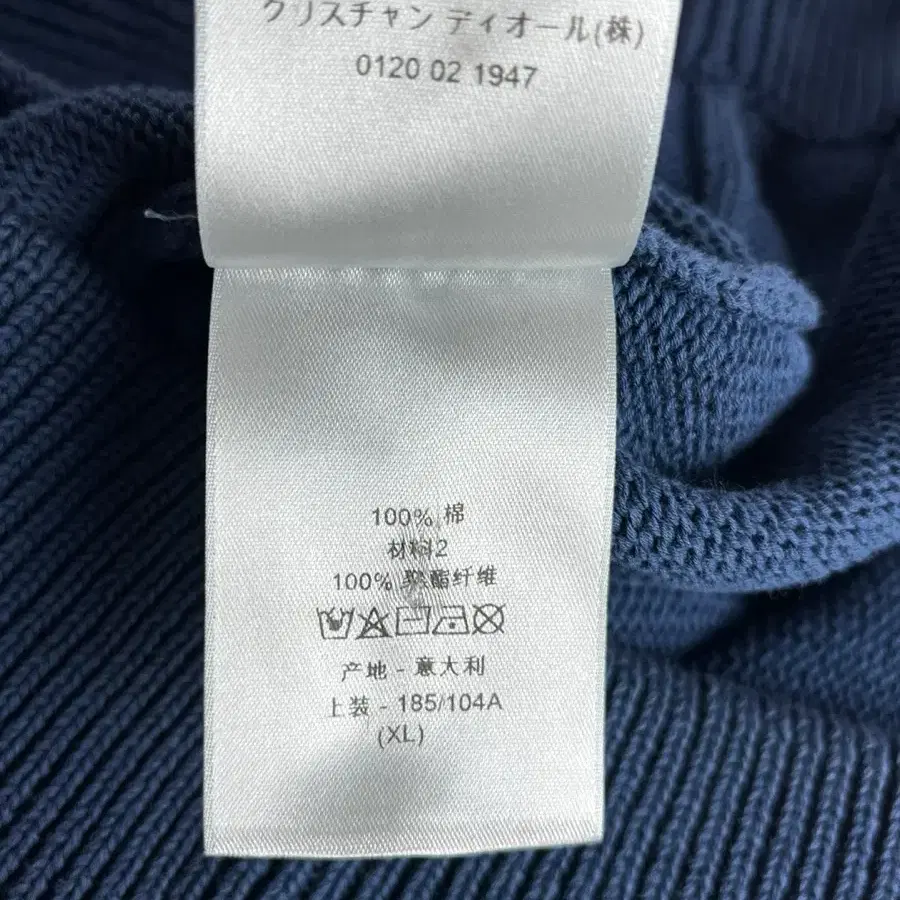 クリスチャン ディオール(株)
0120 02 1947
100% 棉
材料2
100% 聚酯纤维
产地 - 意大利
上装 - 185/104A
(XL)